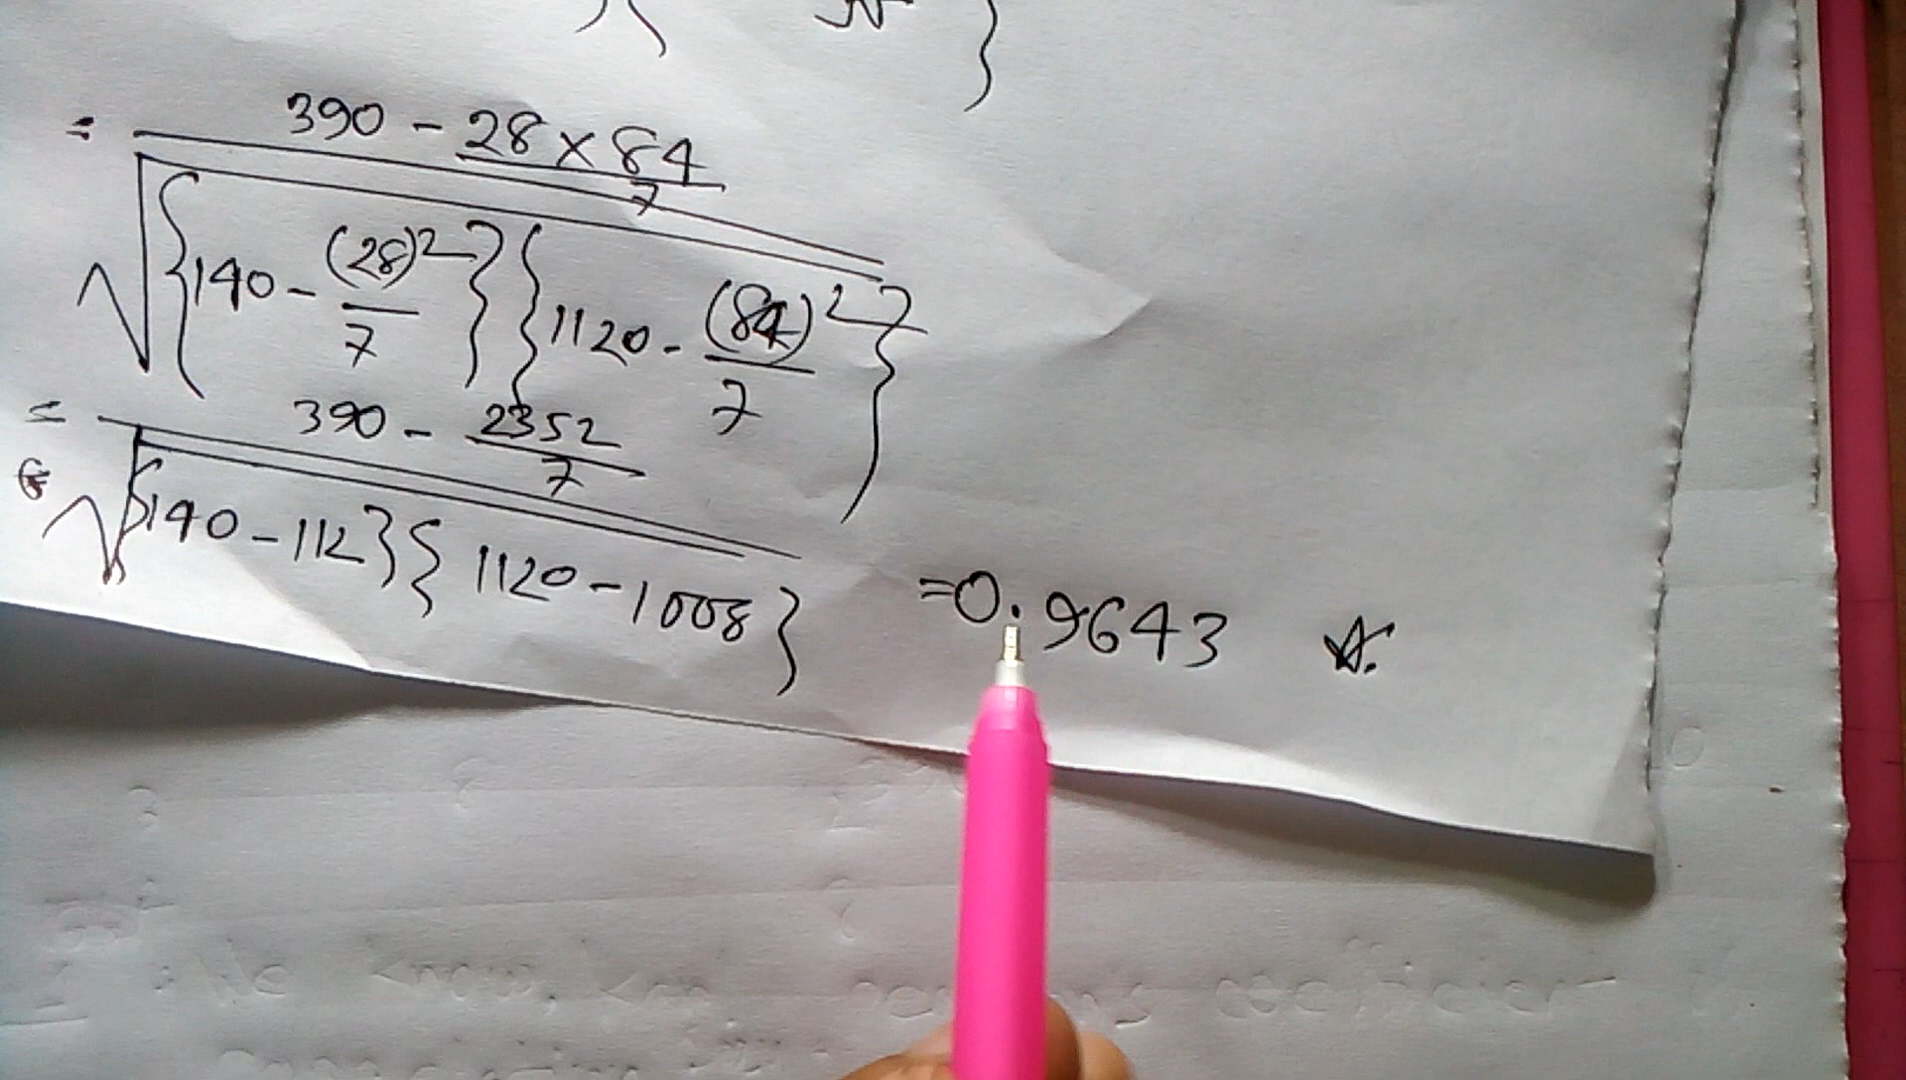 = 390 - 28 × 84 / 7
√{140 - (28)² / 7}{1120 - (84)² / 7}
= 390 - 2352 / 7
√{140 - 112}{1120 - 1008}
=0.9643